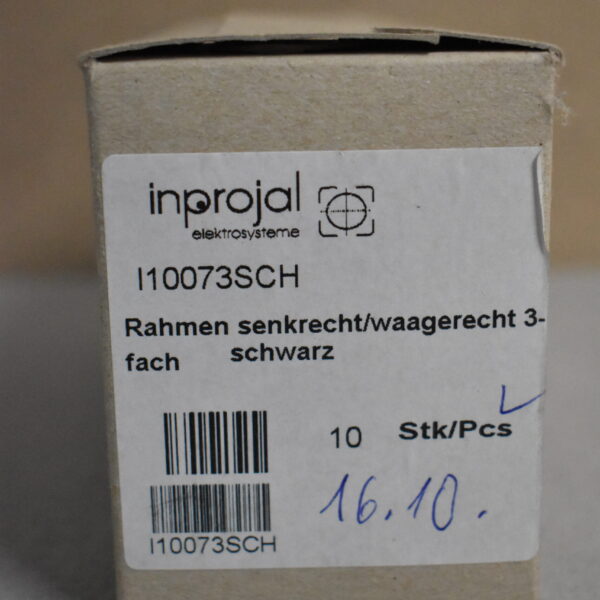 inprojal
elektrosysteme
I10073SCH
Rahmen senkrecht/waagerecht 3-
fach schwarz
10 Stk/Pcs
16.10.
I10073SCH